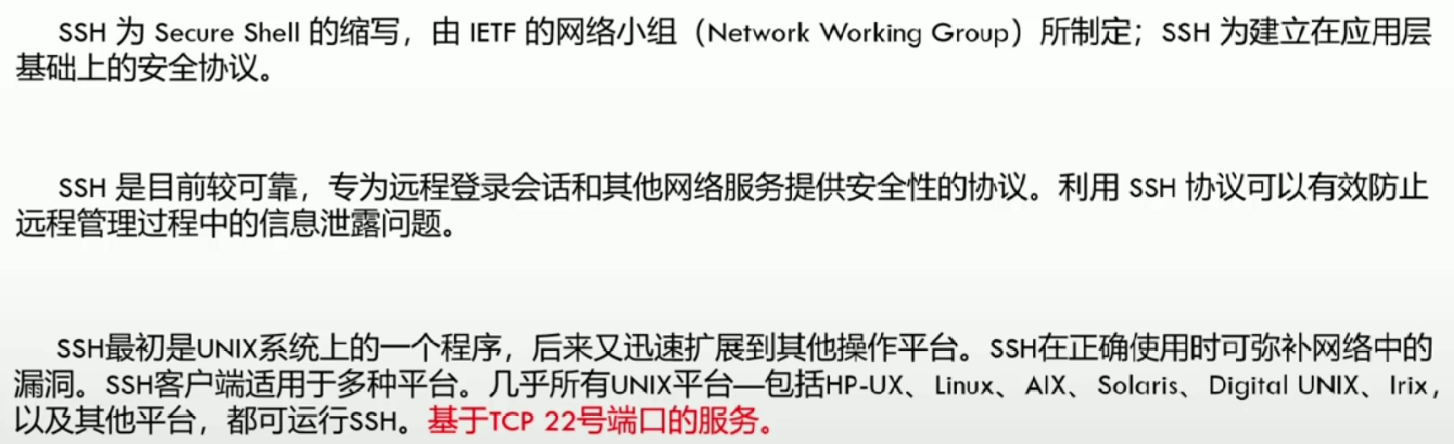 SSH 为 Secure Shell 的缩写，由 IETF 的网络小组（Network Working Group）所制定；SSH 为建立在应用层
基础上的安全协议。
SSH 是目前较可靠，专为远程登录会话和其他网络服务提供安全性的协议。利用 SSH 协议可以有效防止
远程管理过程中的信息泄露问题。
SSH最初是UNIX系统上的一个程序，后来又迅速扩展到其他操作平台。SSH在正确使用时可弥补网络中的
漏洞。SSH客户端适用于多种平台。几乎所有UNIX平台—包括HP-UX、Linux、AIX、Solaris、Digital UNIX、Irix，
以及其他平台，都可运行SSH。基于TCP 22号端口的服务。